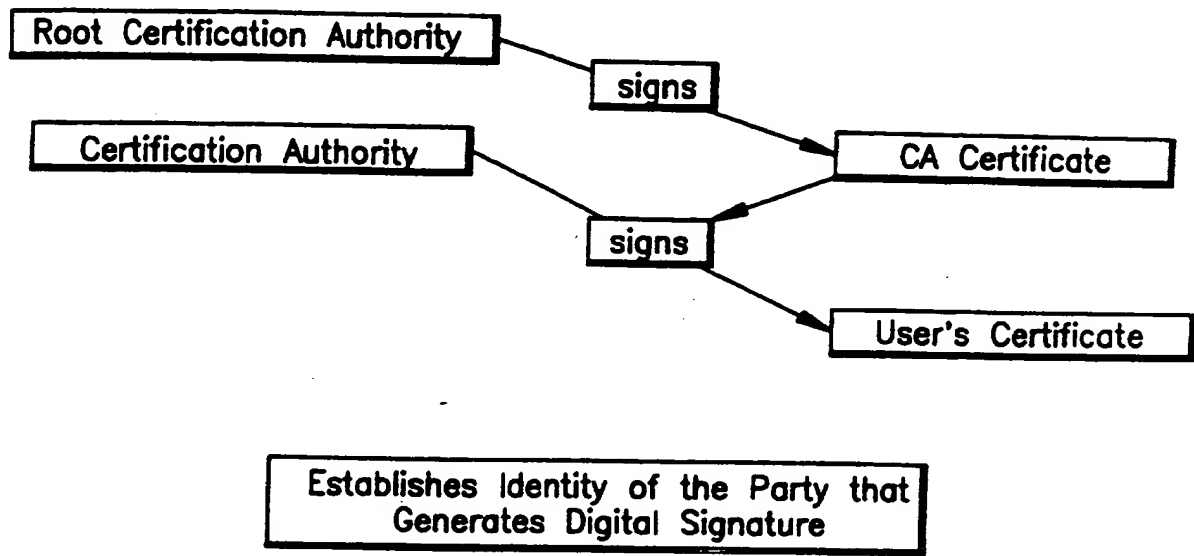 Root Certification Authority
signs
Certification Authority
CA Certificate
signs
User's Certificate
Establishes Identity of the Party that
Generates Digital Signature